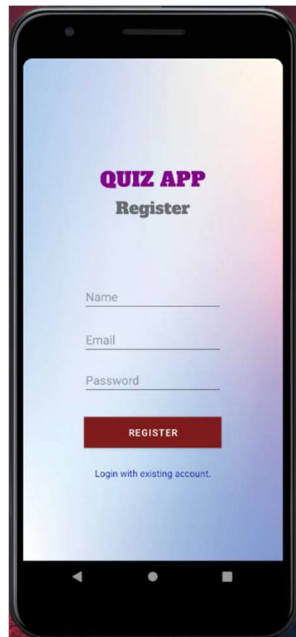 QUIZ APP
Register
Name
Email
Password
REGISTER
Login with existing account.